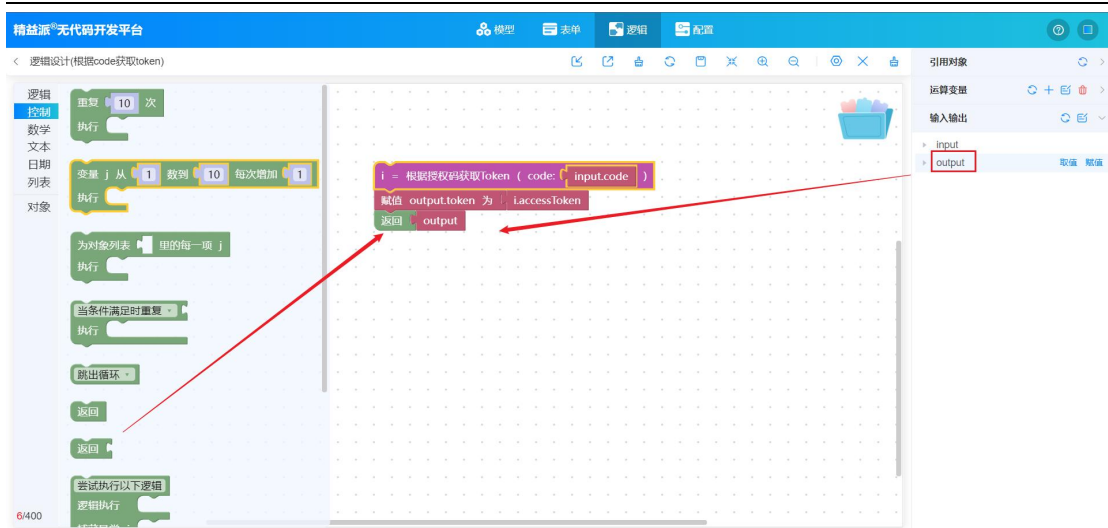 精益派®无代码开发平台
模型
表单
逻辑
配置
逻辑设计(根据code获取token)
逻辑
控制
数学
文本
日期
列表
对象
重复 10 次
执行
变量 j 从 1 数到 10 每次增加 1
执行
为对象列表 里的每一项 j
执行
当条件满足时重复
执行
跳出循环
返回
返回
尝试执行以下逻辑
逻辑执行
6/400
i = 根据授权码获取Token ( code: input.code )
赋值 output.token 为 i.accessToken
返回 output
引用对象
运算变量
输入输出
input
output
取值 赋值